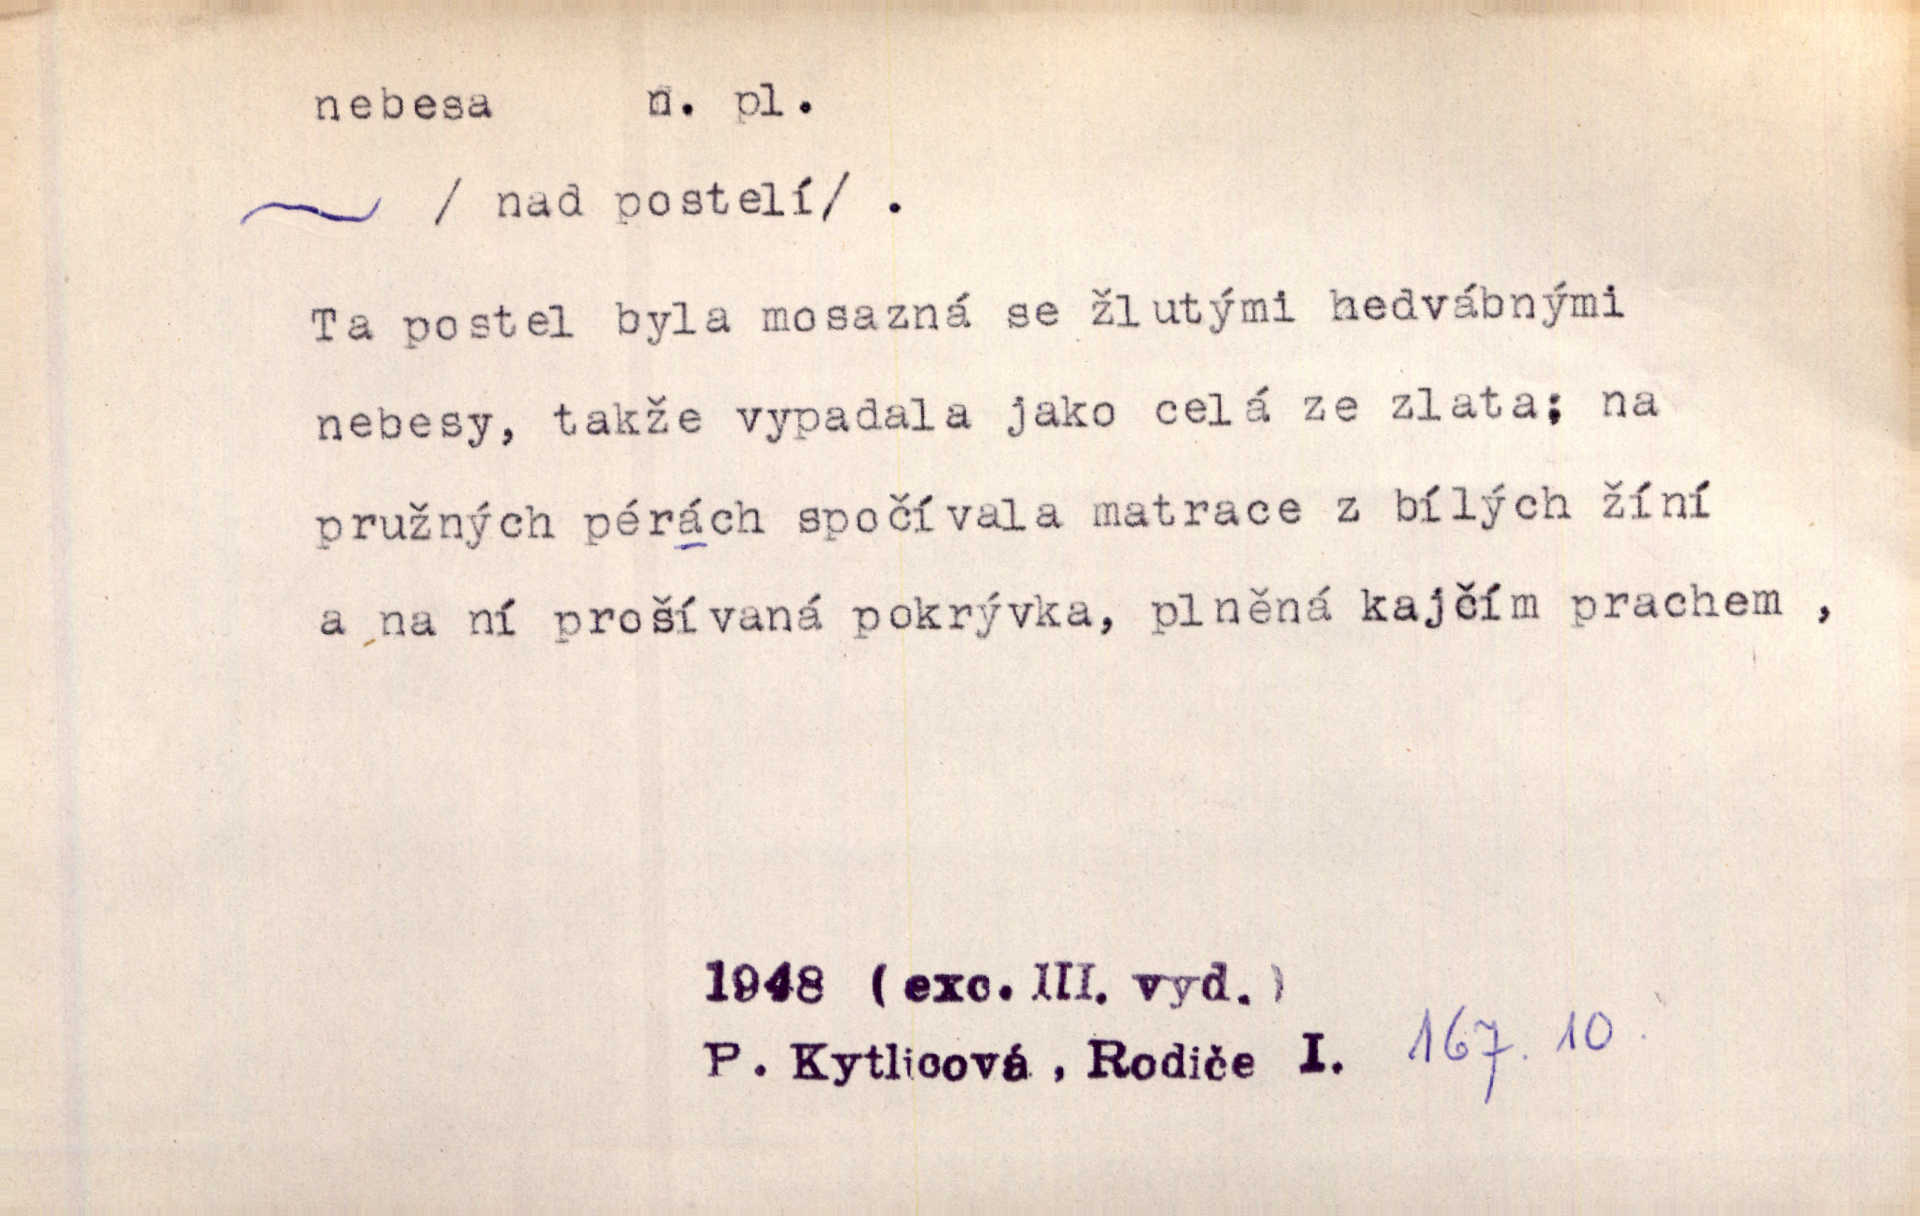 nebesa n. pl.
/ nad postelí/ .
Ta postel byla mosazná se žlutými hedvábnými
nebesy, takže vypadala jako celá ze zlata; na
pružných pérách spočívala matrace z bílých žíní
a na ní prošívaná pokrývka, plněná kajčím prachem ,
1948 (exc. III. vyd.)
P. Kytlicová, Rodiče I. 167. 10.